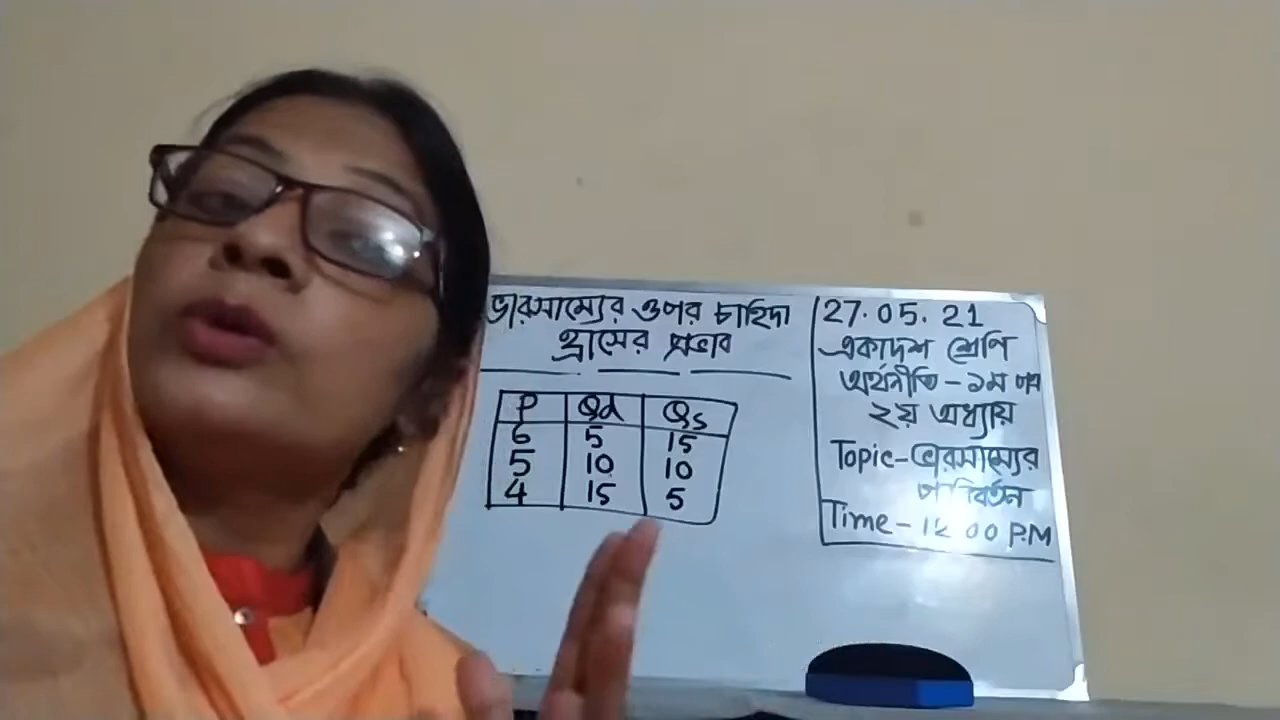 ভারসাম্যের ওপর চাহিদা
হ্রাসের প্রভাব
P Qd Qs
6 5 15
5 10 10
4 15 5
27.05.21
একাদশ শ্রেণি
অর্থনীতি - ১ম পত্র
২য় অধ্যায়
Topic - ভারসাম্যের
পরিবর্তন
Time - 12 00 P.M